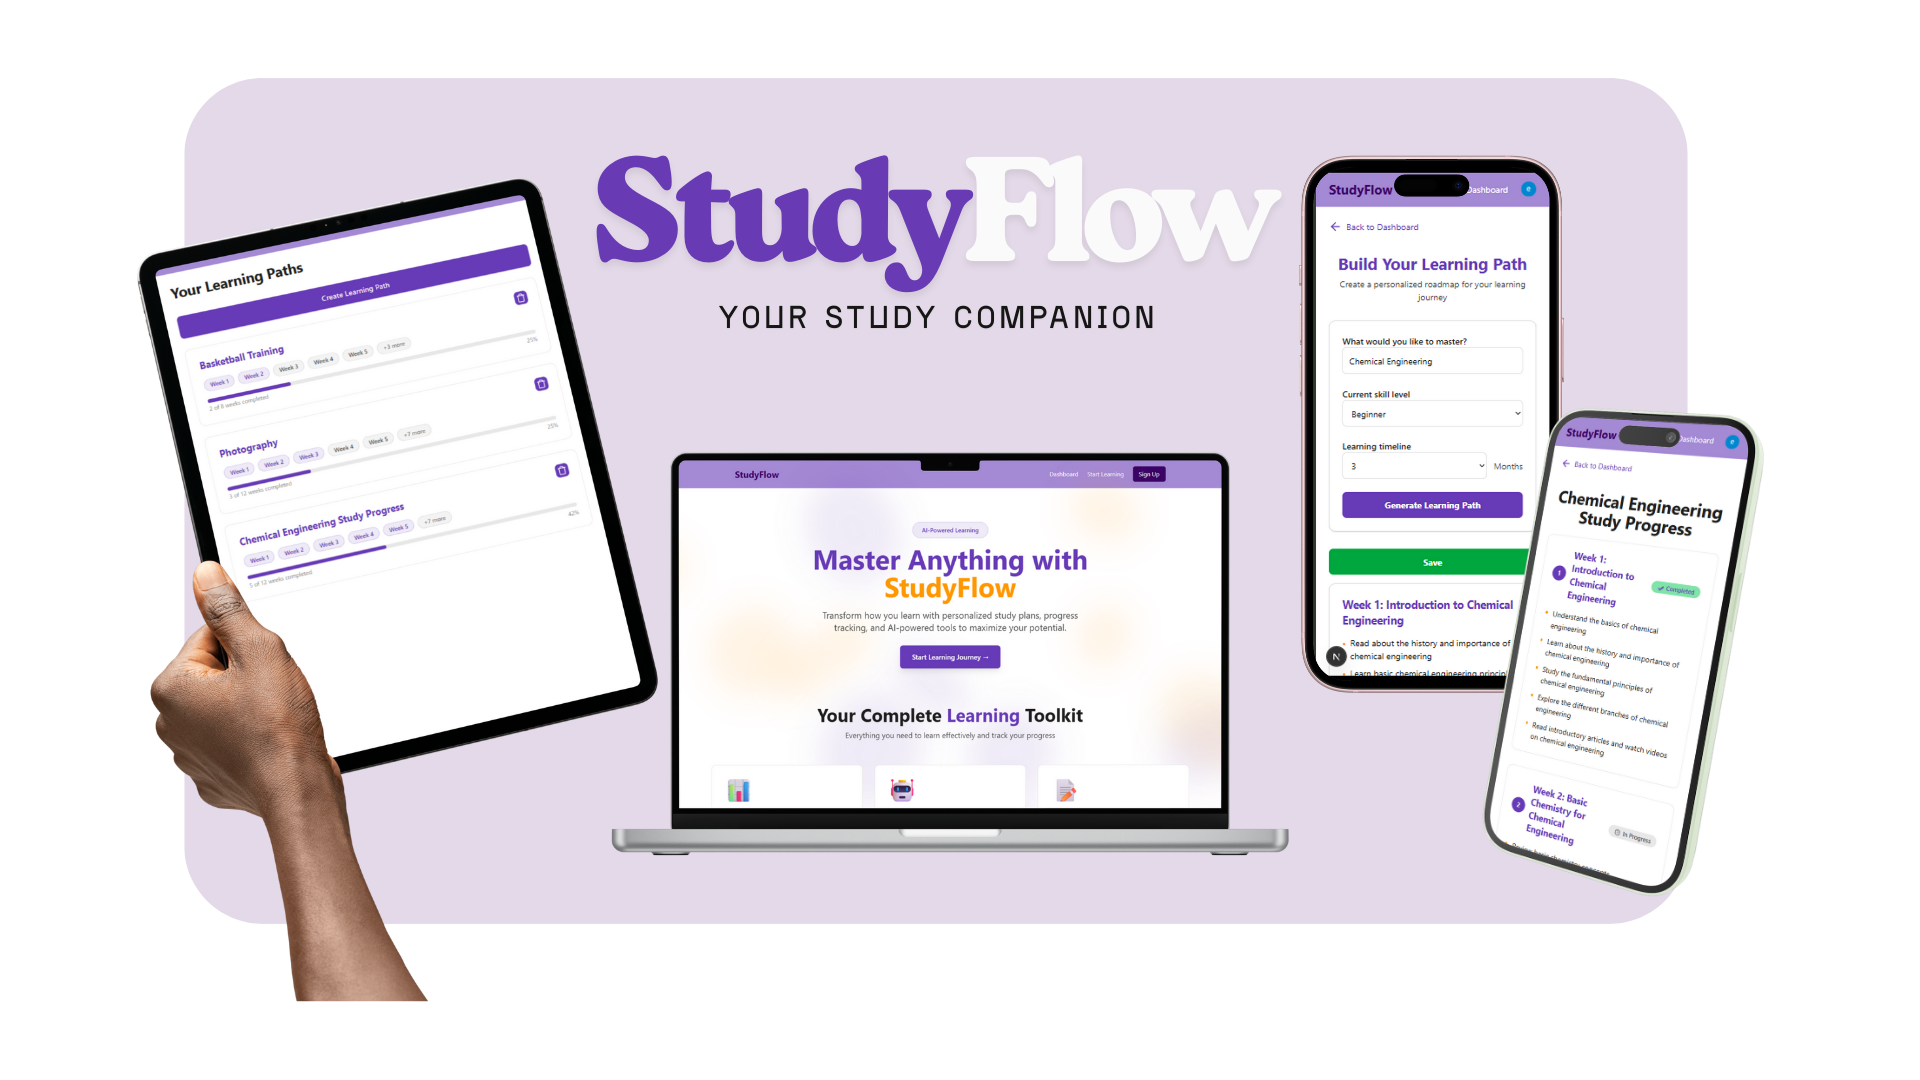 StudyFlow
YOUR STUDY COMPANION
Your Learning Paths
Create Learning Path
Basketball Training
Week 1 Week 2 Week 3 Week 4 Week 5 +3 more
25%
2 of 8 weeks completed
Photography
Week 1 Week 2 Week 3 Week 4 Week 5 +7 more
25%
3 of 12 weeks completed
Chemical Engineering Study Progress
Week 1 Week 2 Week 3 Week 4 Week 5 +7 more
42%
5 of 12 weeks completed
StudyFlow
Dashboard Start Learning Sign Up
AI-Powered Learning
Master Anything with
StudyFlow
Transform how you learn with personalized study plans, progress
tracking, and AI-powered tools to maximize your potential.
Start Learning Journey →
Your Complete Learning Toolkit
Everything you need to learn effectively and track your progress
StudyFlow Dashboard e
← Back to Dashboard
Build Your Learning Path
Create a personalized roadmap for your learning
journey
What would you like to master?
Chemical Engineering
Current skill level
Beginner
Learning timeline
3 Months
Generate Learning Path
Save
Week 1: Introduction to Chemical
Engineering
• Read about the history and importance of
chemical engineering
• Learn basic chemical engineering
N
StudyFlow Dashboard e
← Back to Dashboard
Chemical Engineering
Study Progress
1
Week 1:
Introduction to
Chemical
Engineering
✓ Completed
• Understand the basics of chemical
engineering
• Learn about the history and importance of
chemical engineering
• Study the fundamental principles of
chemical engineering
• Explore the different branches of chemical
engineering
• Read introductory articles and watch videos
on chemical engineering
2
Week 2: Basic
Chemistry for
Chemical
Engineering
In Progress